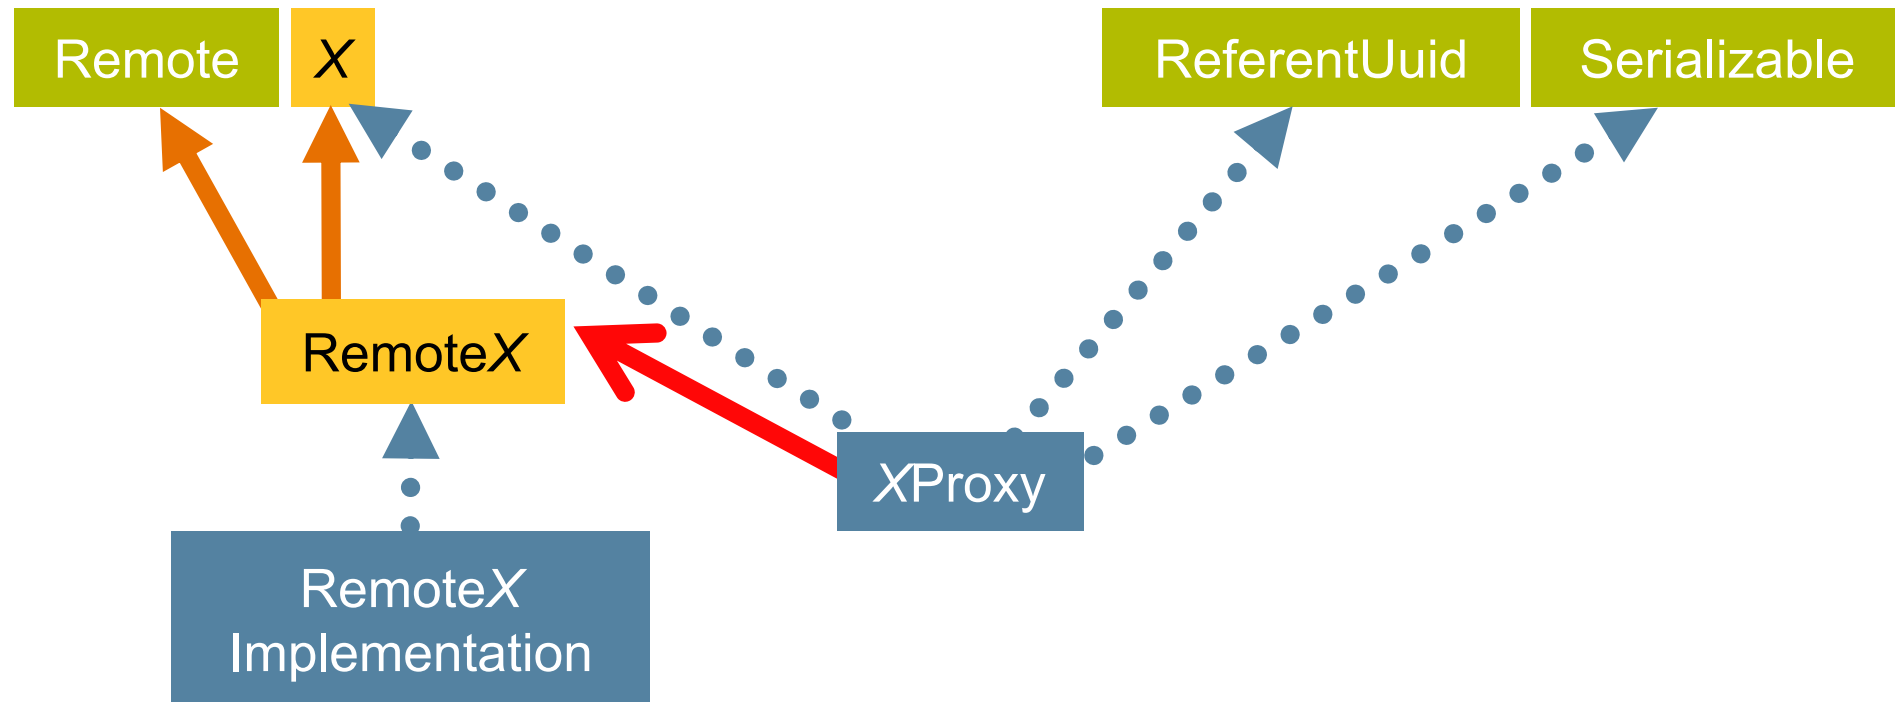 Remote
X
ReferentUuid
Serializable
RemoteX
XProxy
RemoteX
Implementation